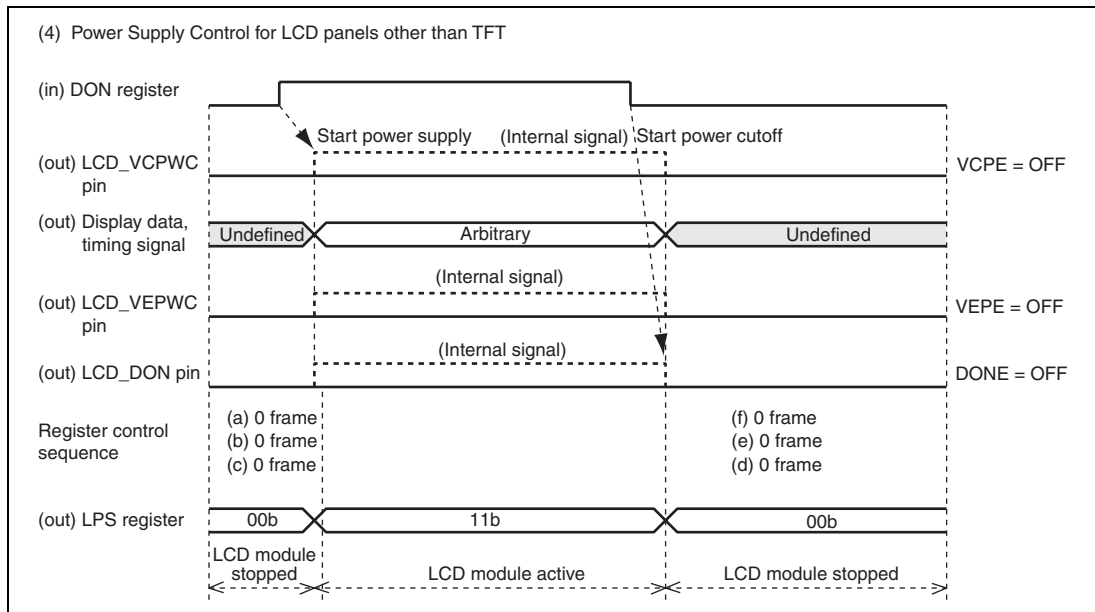 (4) Power Supply Control for LCD panels other than TFT
(in) DON register
Start power supply
(Internal signal)
Start power cutoff
(out) LCD_VCPWC
pin
VCPE = OFF
(out) Display data,
timing signal
Undefined
Arbitrary
Undefined
(Internal signal)
(out) LCD_VEPWC
pin
VEPE = OFF
(Internal signal)
(out) LCD_DON pin
DONE = OFF
Register control
sequence
(a) 0 frame
(b) 0 frame
(c) 0 frame
(f) 0 frame
(e) 0 frame
(d) 0 frame
(out) LPS register
00b
11b
00b
LCD module
stopped
LCD module active
LCD module stopped